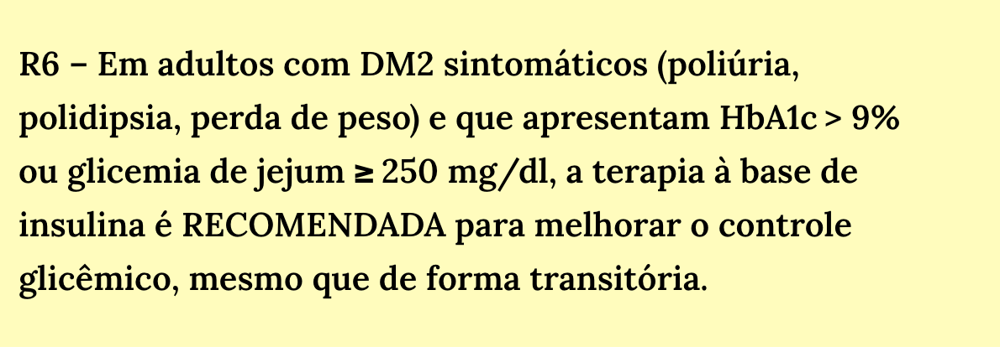 R6 – Em adultos com DM2 sintomáticos (poliúria,
polidipsia, perda de peso) e que apresentam HbA1c > 9%
ou glicemia de jejum ≥ 250 mg/dl, a terapia à base de
insulina é RECOMENDADA para melhorar o controle
glicêmico, mesmo que de forma transitória.